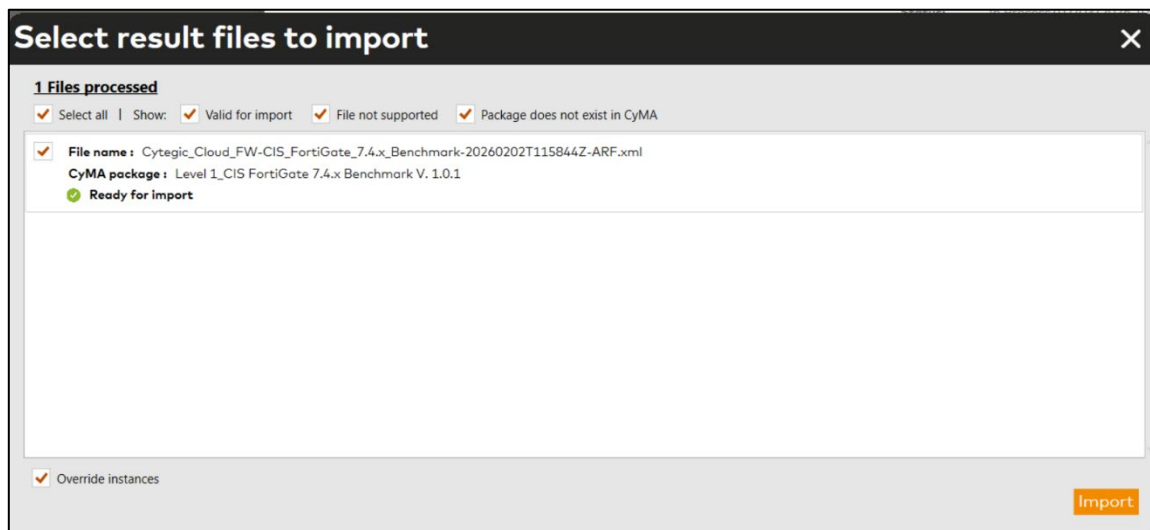 Select result files to import
1 Files processed
Select all | Show: Valid for import File not supported Package does not exist in CyMA
File name : Cytegic_Cloud_FW-CIS_FortiGate_7.4.x_Benchmark-20260202T115844Z-ARF.xml
CyMA package : Level 1_CIS FortiGate 7.4.x Benchmark V. 1.0.1
Ready for import
Override instances
Import